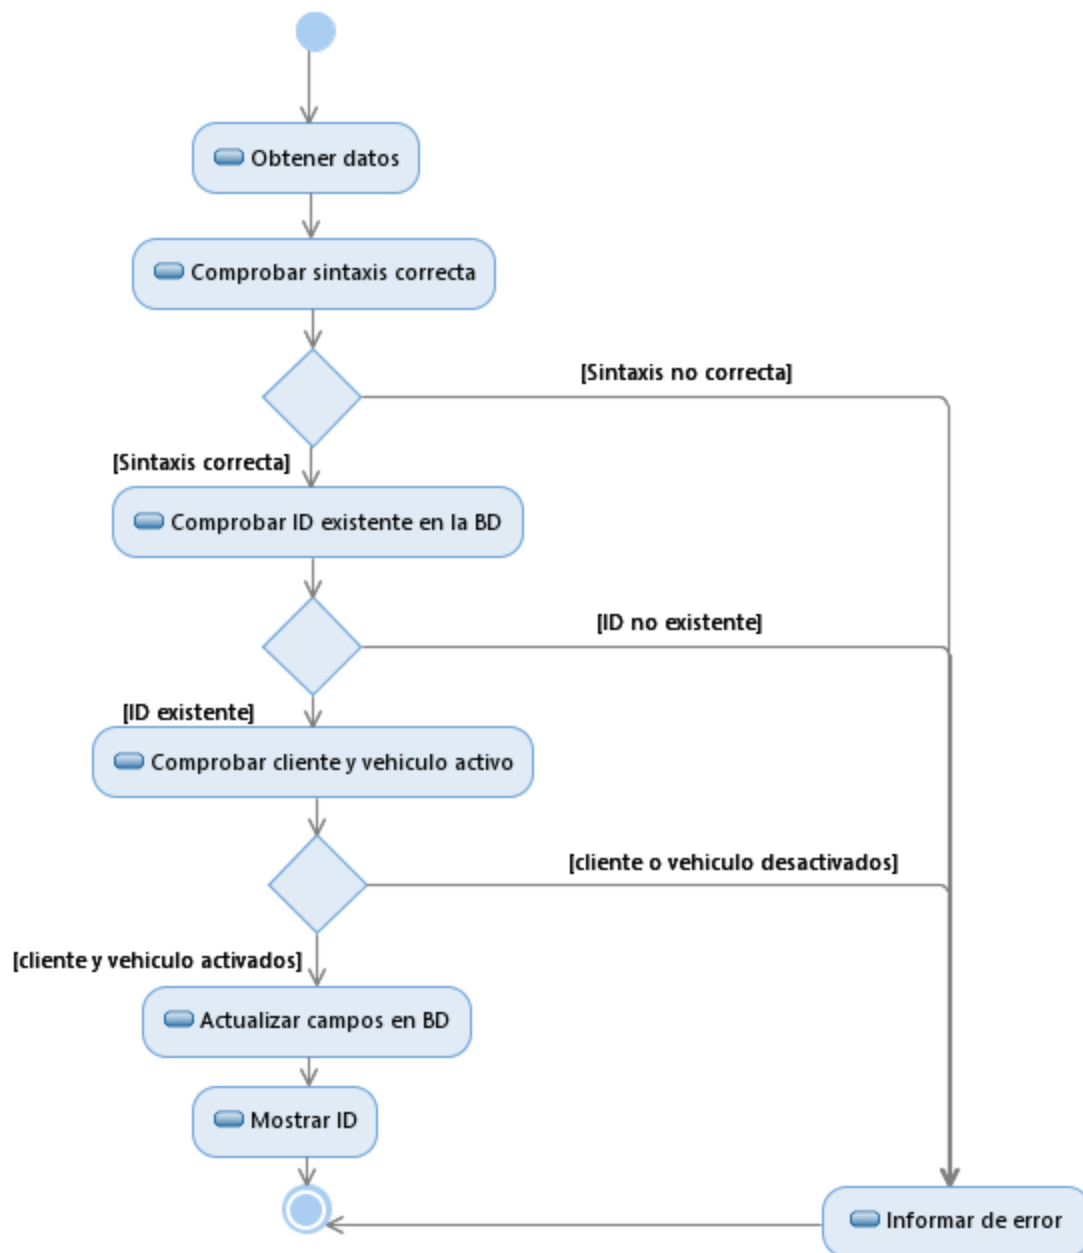 Obtener datos
Comprobar sintaxis correcta
[Sintaxis no correcta]
[Sintaxis correcta]
Comprobar ID existente en la BD
[ID no existente]
[ID existente]
Comprobar cliente y vehiculo activo
[cliente o vehiculo desactivados]
[cliente y vehiculo activados]
Actualizar campos en BD
Mostrar ID
Informar de error